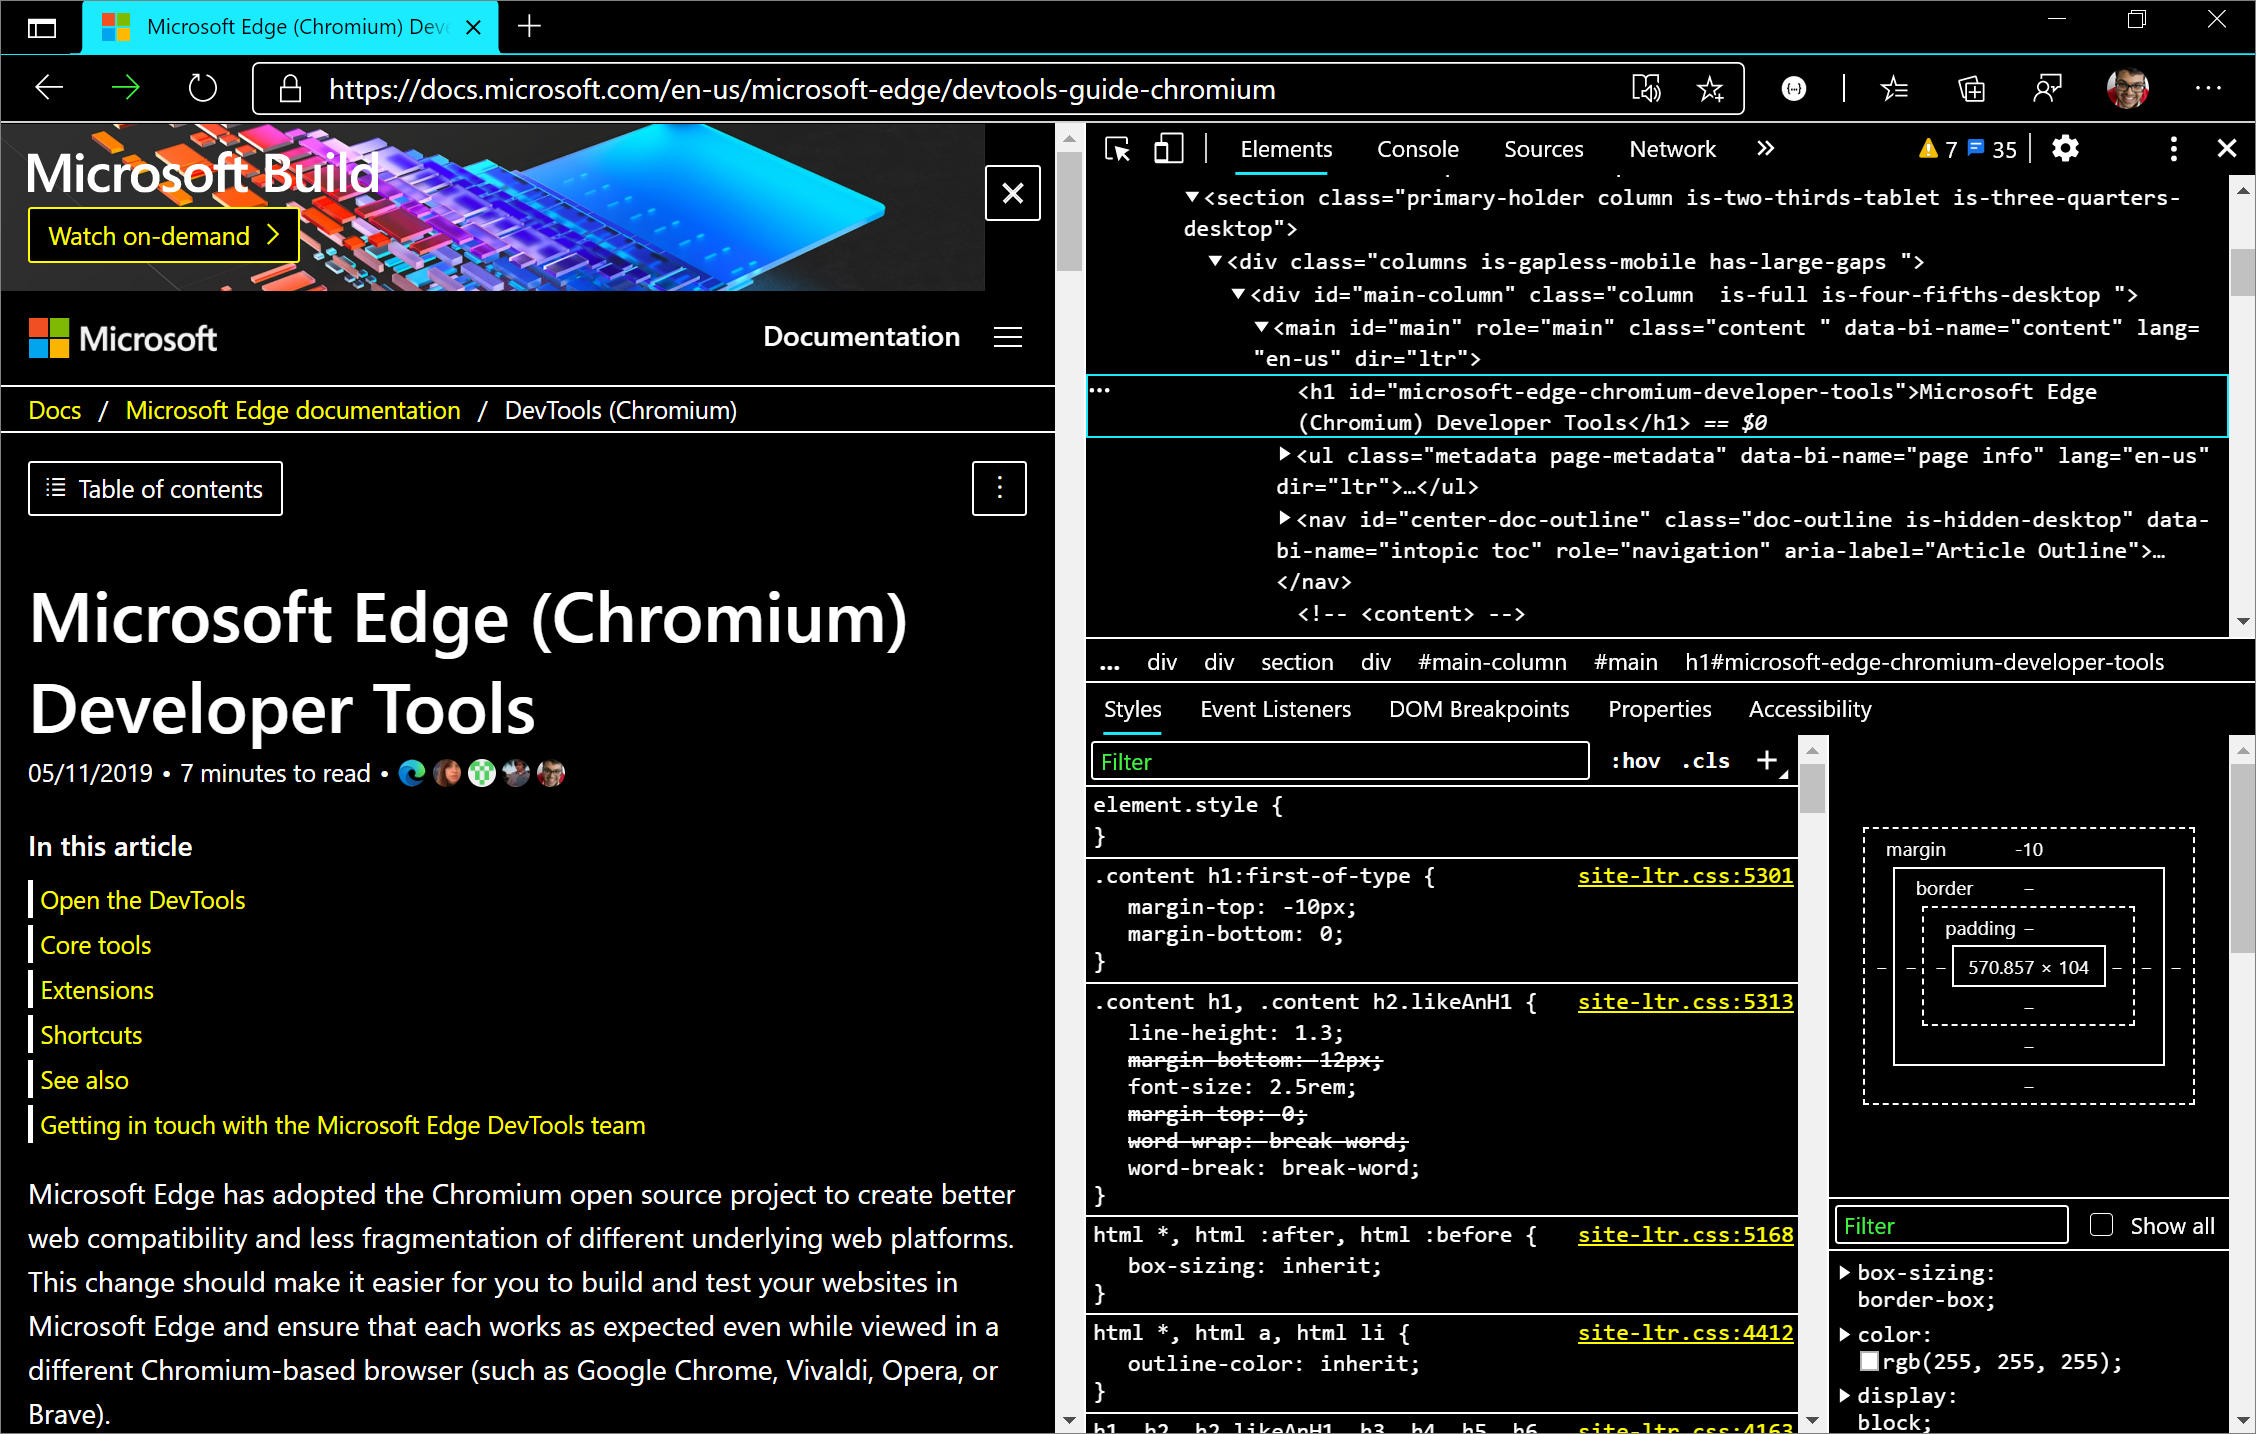 Microsoft Edge (Chromium) Dev
https://docs.microsoft.com/en-us/microsoft-edge/devtools-guide-chromium
Microsoft Build
Watch on-demand
Microsoft
Documentation
Docs / Microsoft Edge documentation / DevTools (Chromium)
Table of contents
Microsoft Edge (Chromium)
Developer Tools
05/11/2019 • 7 minutes to read •
In this article
Open the DevTools
Core tools
Extensions
Shortcuts
See also
Getting in touch with the Microsoft Edge DevTools team
Microsoft Edge has adopted the Chromium open source project to create better
web compatibility and less fragmentation of different underlying web platforms.
This change should make it easier for you to build and test your websites in
Microsoft Edge and ensure that each works as expected even while viewed in a
different Chromium-based browser (such as Google Chrome, Vivaldi, Opera, or
Brave).
Elements Console Sources Network » 7 35
▼<section class="primary-holder column is-two-thirds-tablet is-three-quarters-
desktop">
▼<div class="columns is-gapless-mobile has-large-gaps ">
▼<div id="main-column" class="column  is-full is-four-fifths-desktop ">
▼<main id="main" role="main" class="content " data-bi-name="content" lang=
"en-us" dir="ltr">
<h1 id="microsoft-edge-chromium-developer-tools">Microsoft Edge
(Chromium) Developer Tools</h1> == $0
▶<ul class="metadata page-metadata" data-bi-name="page info" lang="en-us"
dir="ltr">…</ul>
▶<nav id="center-doc-outline" class="doc-outline is-hidden-desktop" data-
bi-name="intopic toc" role="navigation" aria-label="Article Outline">…
</nav>
<!-- <content> -->
… div div section div #main-column #main h1#microsoft-edge-chromium-developer-tools
Styles Event Listeners DOM Breakpoints Properties Accessibility
Filter :hov .cls +
element.style {
}
.content h1:first-of-type { site-ltr.css:5301
margin-top: -10px;
margin-bottom: 0;
}
.content h1, .content h2.likeAnH1 { site-ltr.css:5313
line-height: 1.3;
margin-bottom: 12px;
font-size: 2.5rem;
margin-top: 0;
word-wrap: break-word;
word-break: break-word;
}
html *, html :after, html :before { site-ltr.css:5168
box-sizing: inherit;
}
html *, html a, html li { site-ltr.css:4412
outline-color: inherit;
}
h1, h2, h2.likeAnH1, h3, h4, h5, h6 site-ltr.css:4163
margin -10
border –
padding –
– – – 570.857 × 104 – – –
–
–
–
Filter Show all
▶box-sizing:
border-box;
▶color:
rgb(255, 255, 255);
▶display:
block;